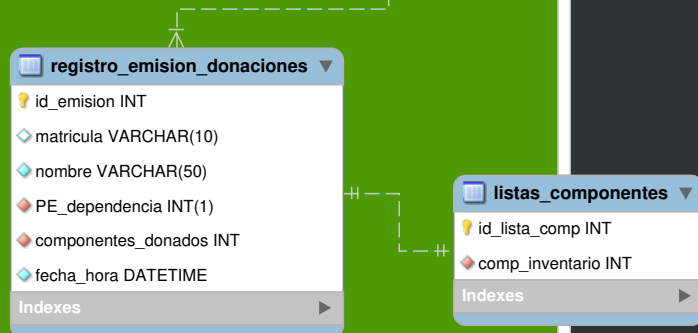 registro_emision_donaciones
id_emision INT
matricula VARCHAR(10)
nombre VARCHAR(50)
PE_dependencia INT(1)
componentes_donados INT
fecha_hora DATETIME
Indexes
listas_componentes
id_lista_comp INT
comp_inventario INT
Indexes